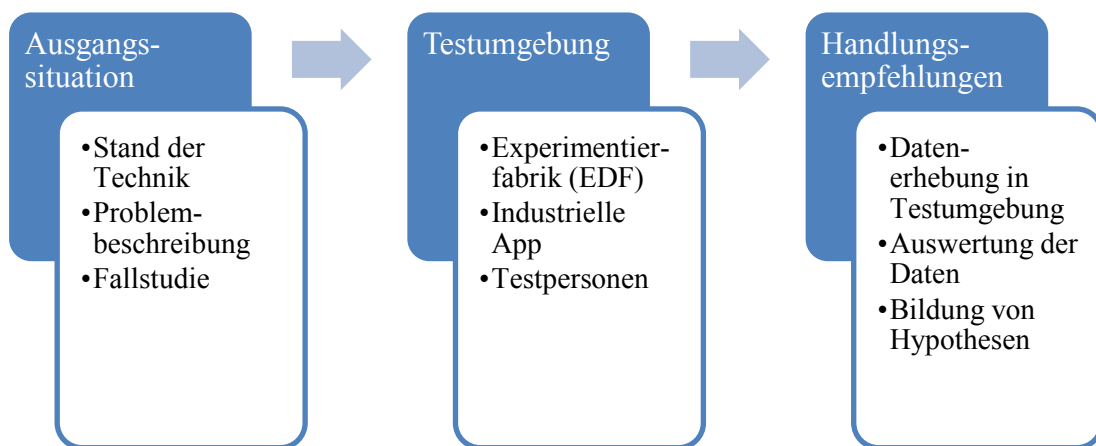 Ausgangs-
situation
•Stand der
Technik
•Problem-
beschreibung
•Fallstudie
Testumgebung
•Experimentier-
fabrik (EDF)
•Industrielle
App
•Testpersonen
Handlungs-
empfehlungen
•Daten-
erhebung in
Testumgebung
•Auswertung der
Daten
•Bildung von
Hypothesen